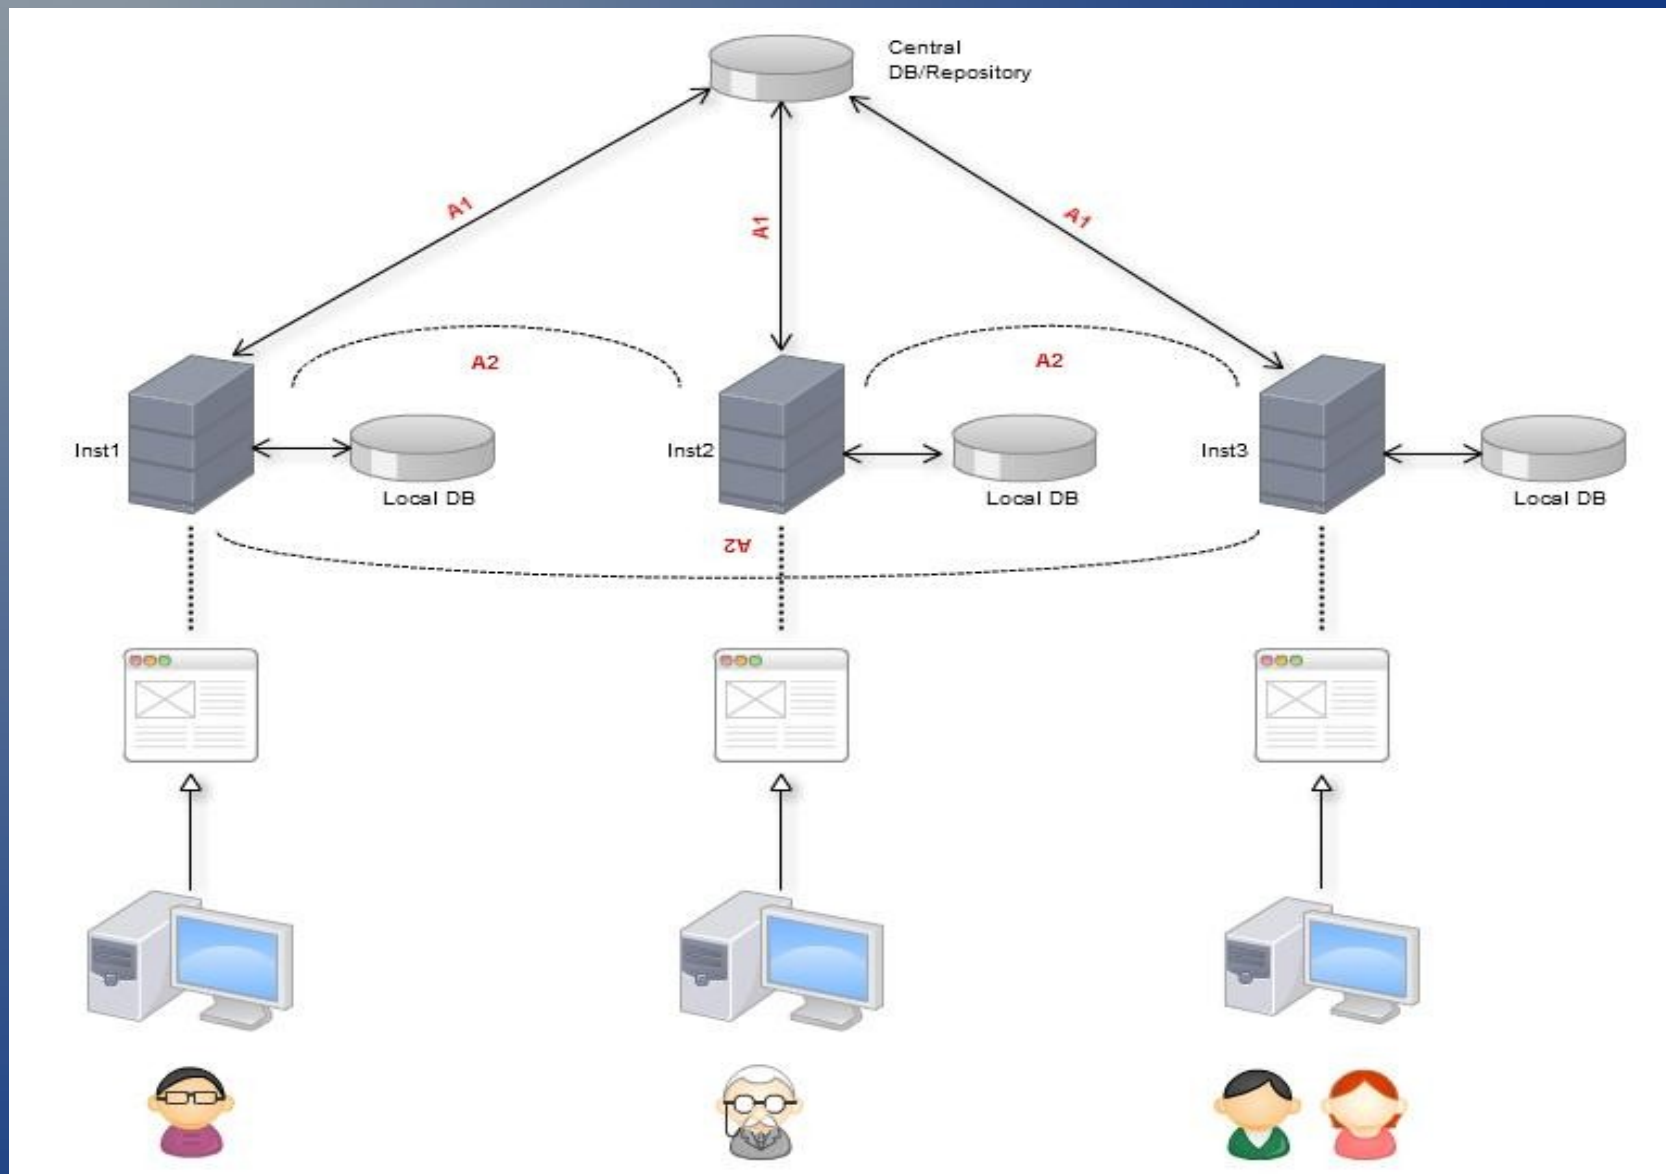 Central
DB/Repository
A1
A1
A1
A2
A2
Inst1
Inst2
Inst3
Local DB
Local DB
Local DB
A2